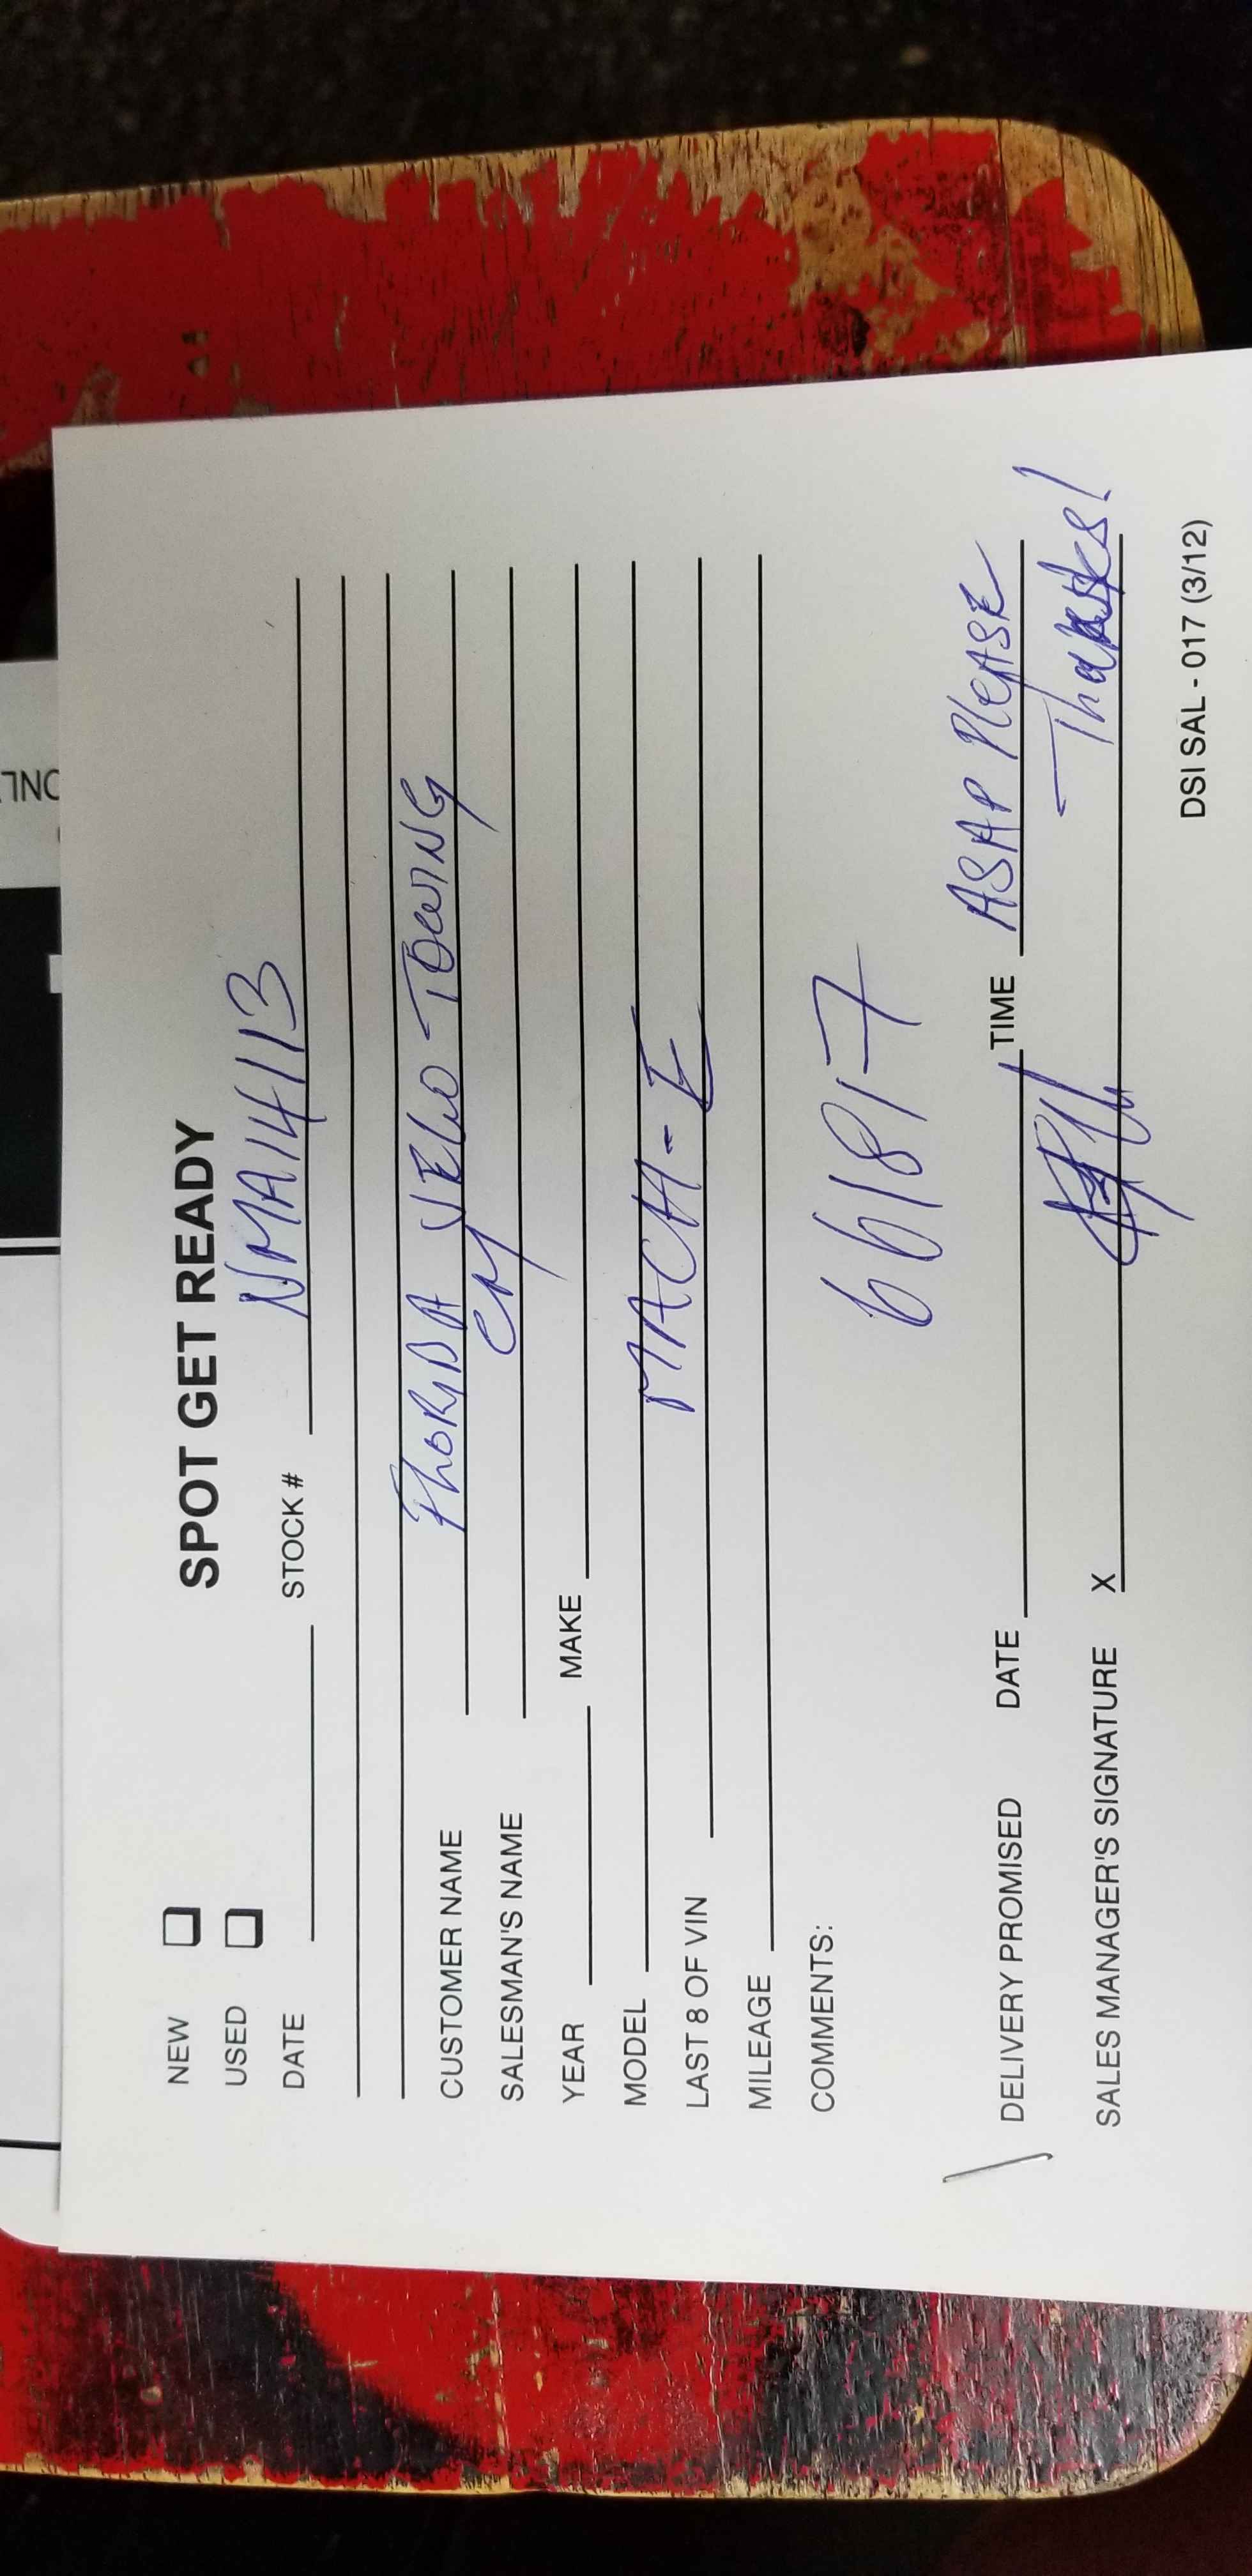 SPOT GET READY
NEW
USED
DATE STOCK # NMA14113
CUSTOMER NAME FLORIDA VELO TOWING
SALESMAN'S NAME CM
YEAR MAKE
MODEL MACH-E
LAST 8 OF VIN
MILEAGE
COMMENTS:
66187
DELIVERY PROMISED DATE TIME ASAP PLEASE
SALES MANAGER'S SIGNATURE X Thanks!
DSI SAL - 017 (3/12)